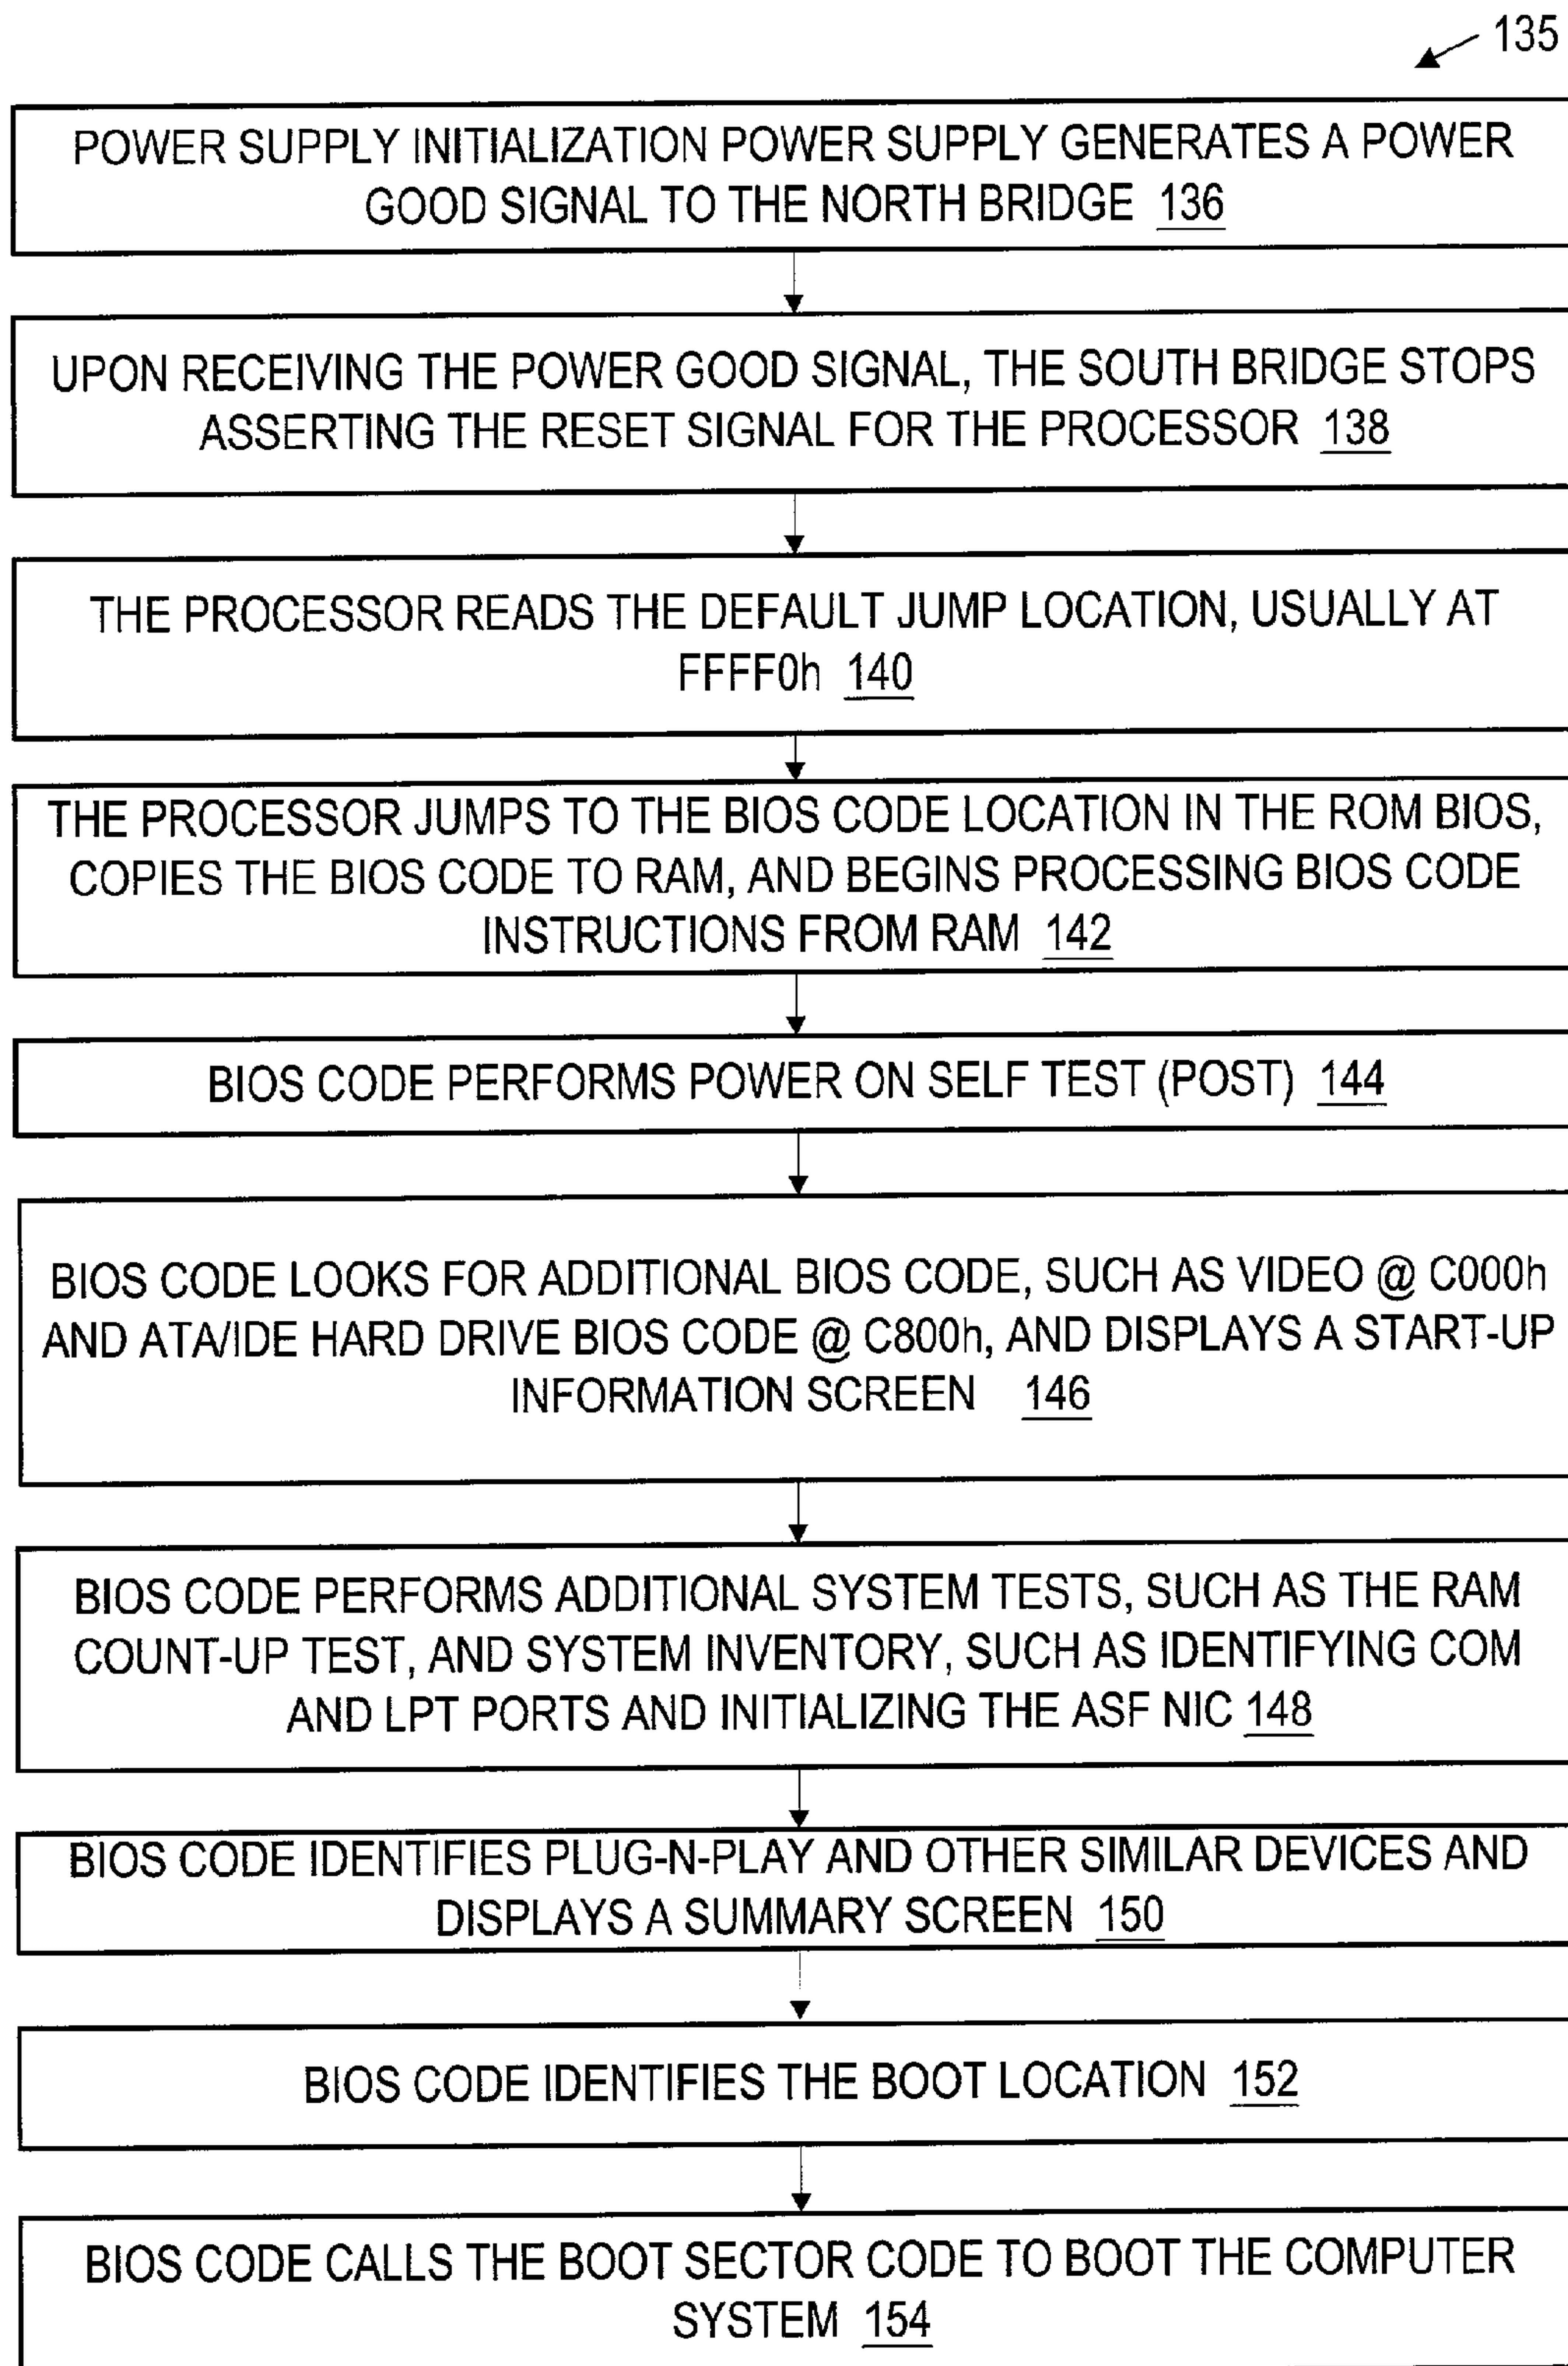 135
POWER SUPPLY INITIALIZATION POWER SUPPLY GENERATES A POWER
GOOD SIGNAL TO THE NORTH BRIDGE 136
UPON RECEIVING THE POWER GOOD SIGNAL, THE SOUTH BRIDGE STOPS
ASSERTING THE RESET SIGNAL FOR THE PROCESSOR 138
THE PROCESSOR READS THE DEFAULT JUMP LOCATION, USUALLY AT
FFFF0h 140
THE PROCESSOR JUMPS TO THE BIOS CODE LOCATION IN THE ROM BIOS,
COPIES THE BIOS CODE TO RAM, AND BEGINS PROCESSING BIOS CODE
INSTRUCTIONS FROM RAM 142
BIOS CODE PERFORMS POWER ON SELF TEST (POST) 144
BIOS CODE LOOKS FOR ADDITIONAL BIOS CODE, SUCH AS VIDEO @ C000h
AND ATA/IDE HARD DRIVE BIOS CODE @ C800h, AND DISPLAYS A START-UP
INFORMATION SCREEN 146
BIOS CODE PERFORMS ADDITIONAL SYSTEM TESTS, SUCH AS THE RAM
COUNT-UP TEST, AND SYSTEM INVENTORY, SUCH AS IDENTIFYING COM
AND LPT PORTS AND INITIALIZING THE ASF NIC 148
BIOS CODE IDENTIFIES PLUG-N-PLAY AND OTHER SIMILAR DEVICES AND
DISPLAYS A SUMMARY SCREEN 150
BIOS CODE IDENTIFIES THE BOOT LOCATION 152
BIOS CODE CALLS THE BOOT SECTOR CODE TO BOOT THE COMPUTER
SYSTEM 154